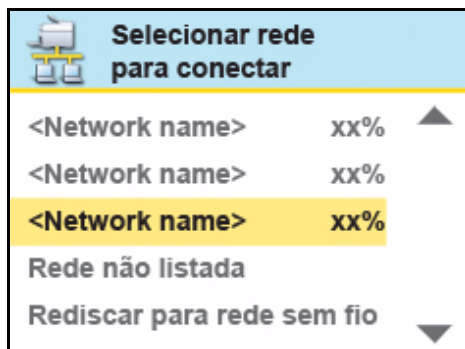 Selecionar rede
para conectar
<Network name> xx%
<Network name> xx%
<Network name> xx%
Rede não listada
Rediscar para rede sem fio